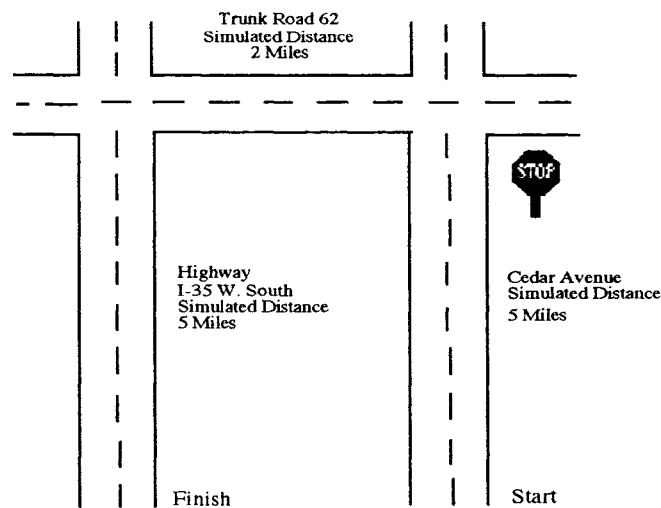 Trunk Road 62
Simulated Distance
2 Miles
STOP
Highway
I-35 W. South
Simulated Distance
5 Miles
Cedar Avenue
Simulated Distance
5 Miles
Finish
Start